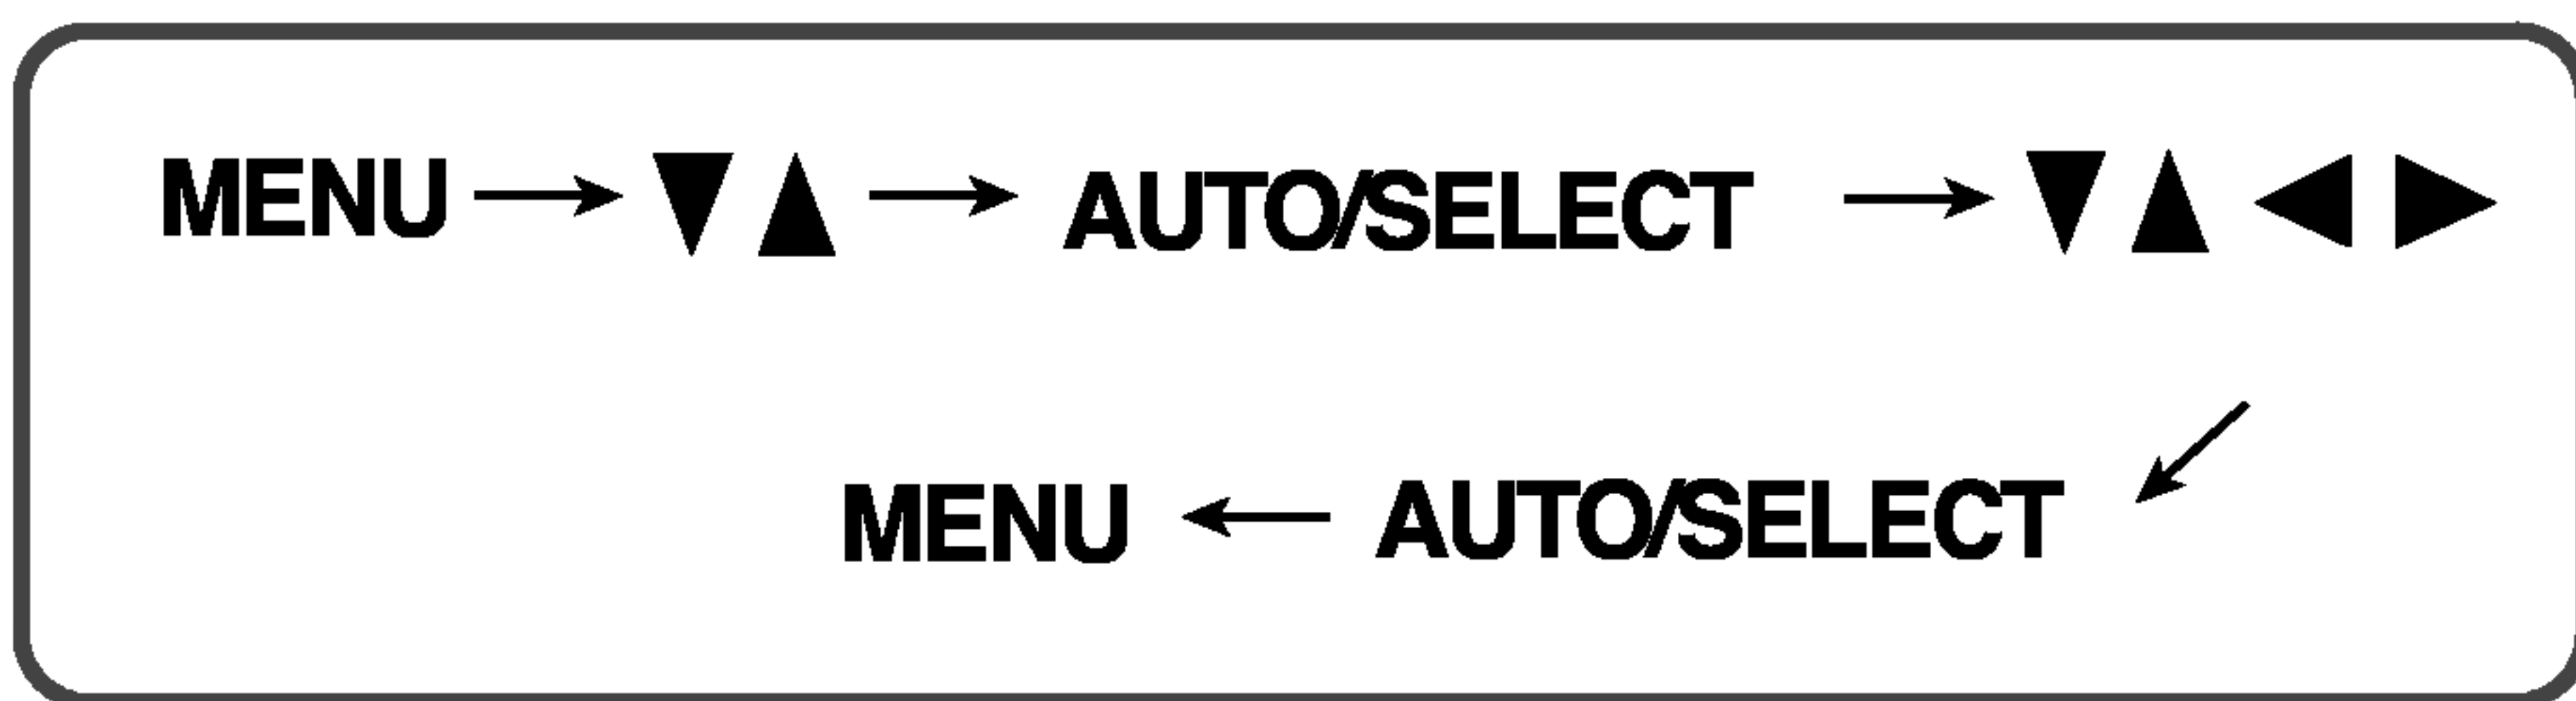 MENU → ▼ ▲ → AUTO/SELECT → ▼ ▲ ◀ ▶
MENU ← AUTO/SELECT